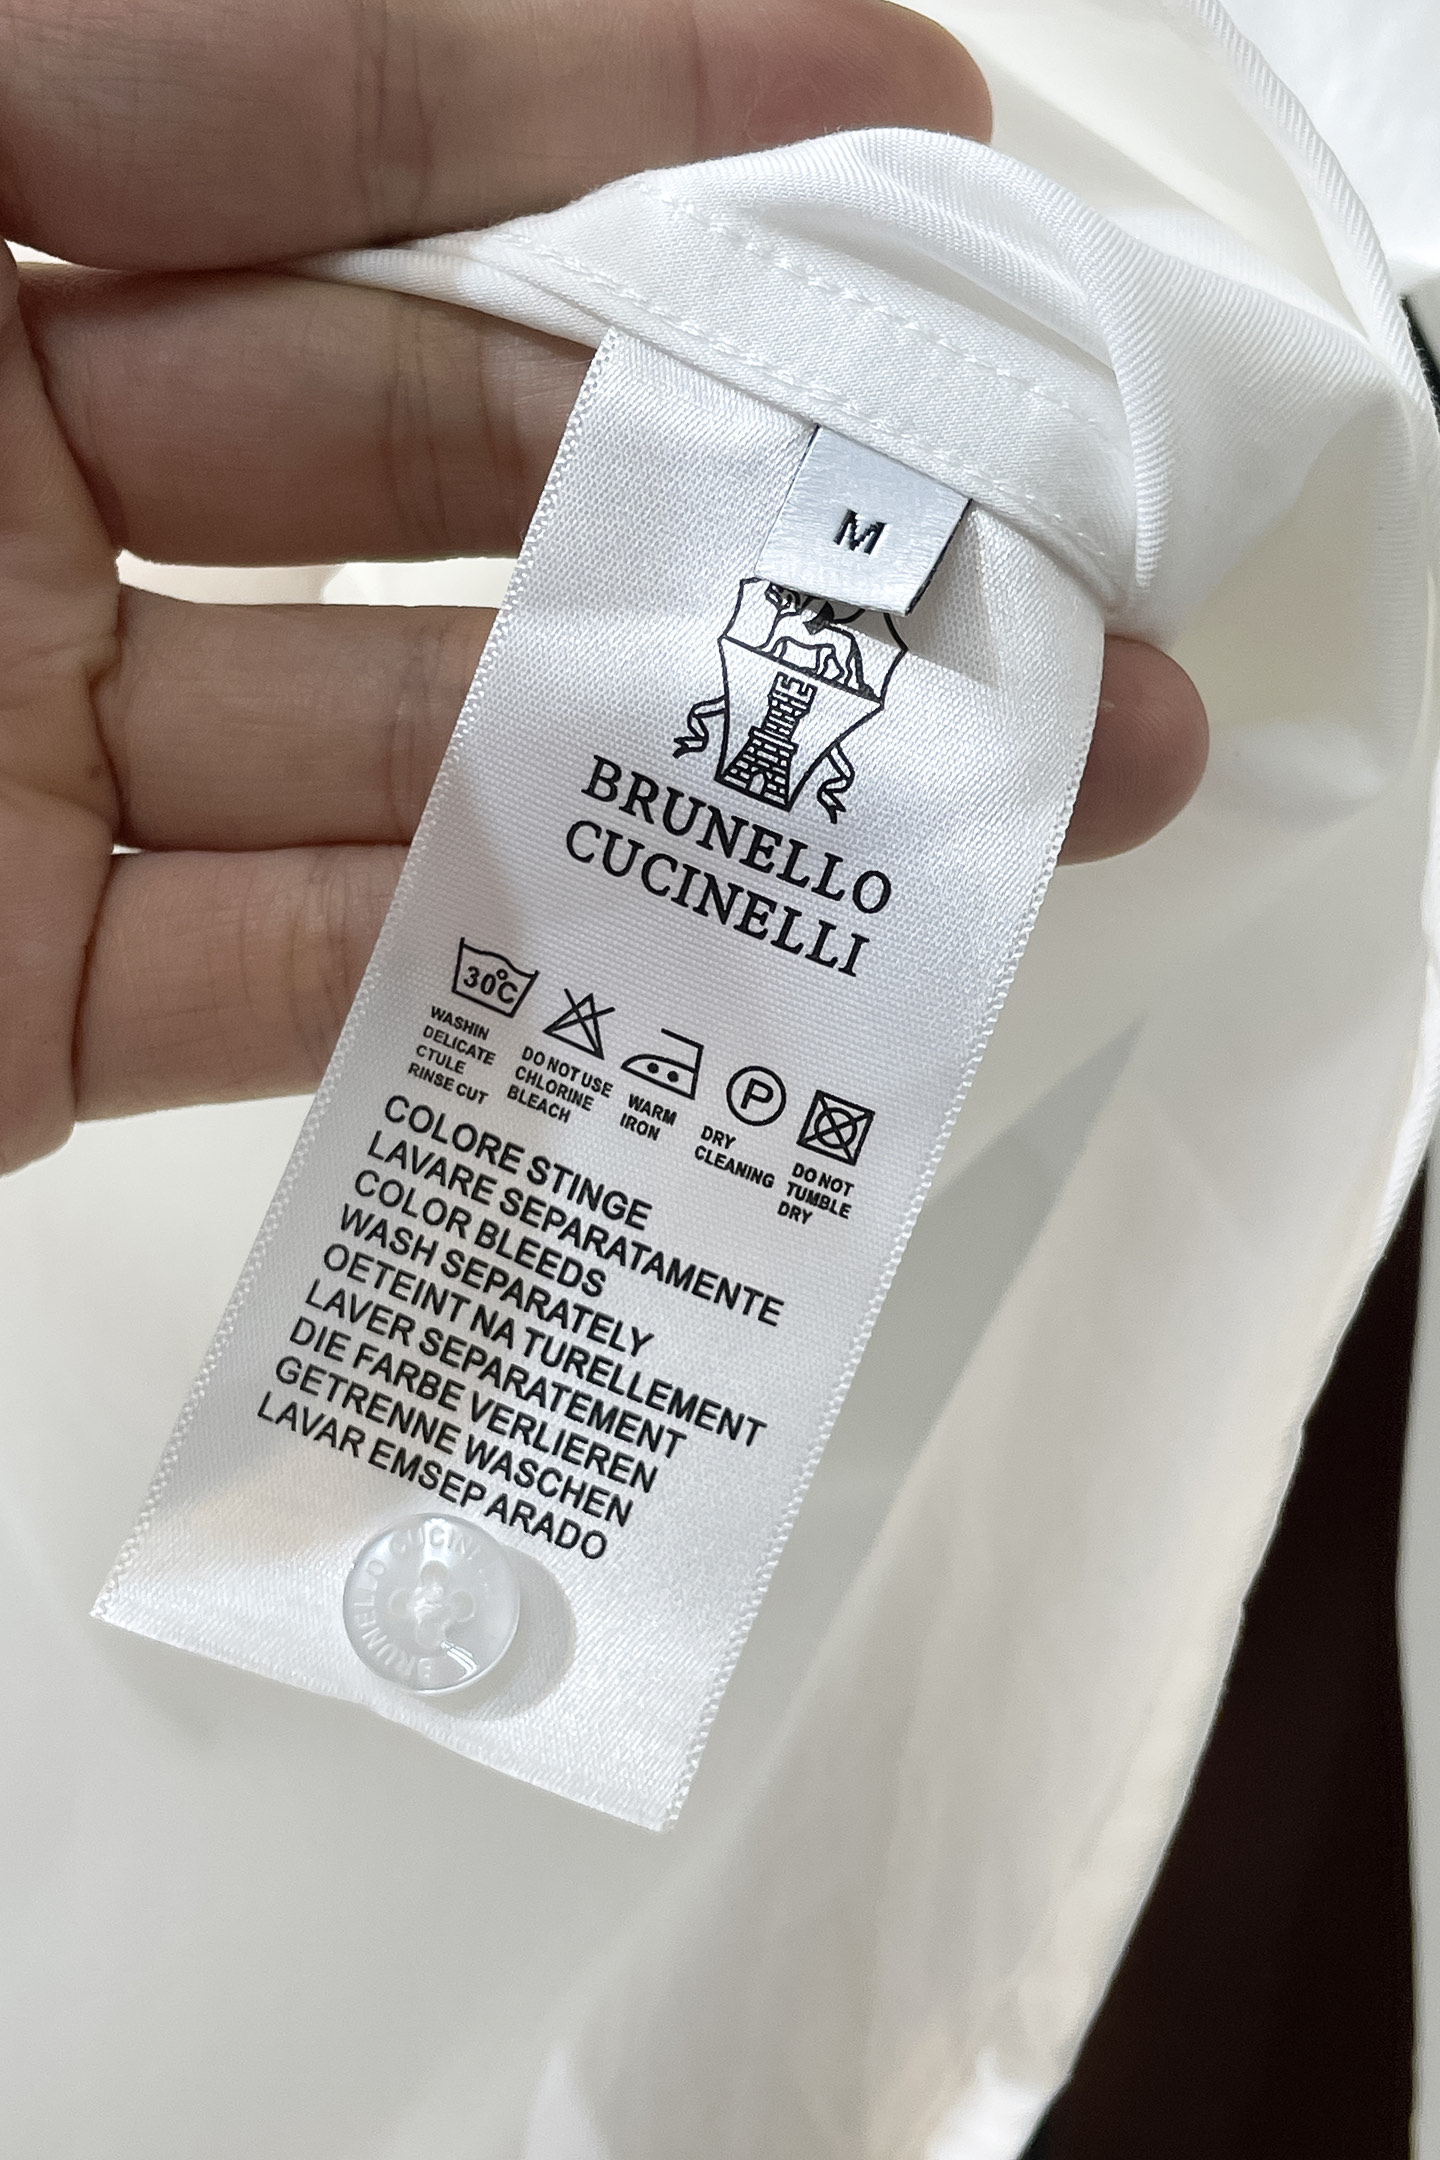 M
BRUNELLO
CUCINELLI
30°C
WASHIN
DELICATE
CTULE
RINSE CUT
DO NOT USE
CHLORINE
BLEACH
WARM
IRON
P
DRY
CLEANING
DO NOT
TUMBLE
DRY
COLORE STINGE
LAVARE SEPARATAMENTE
COLOR BLEEDS
WASH SEPARATELY
OETEINT NA TURELLEMENT
LAVER SEPARATEMENT
DIE FARBE VERLIEREN
GETRENNE WASCHEN
LAVAR EMSEP ARADO
BRUNELLO CUCIN